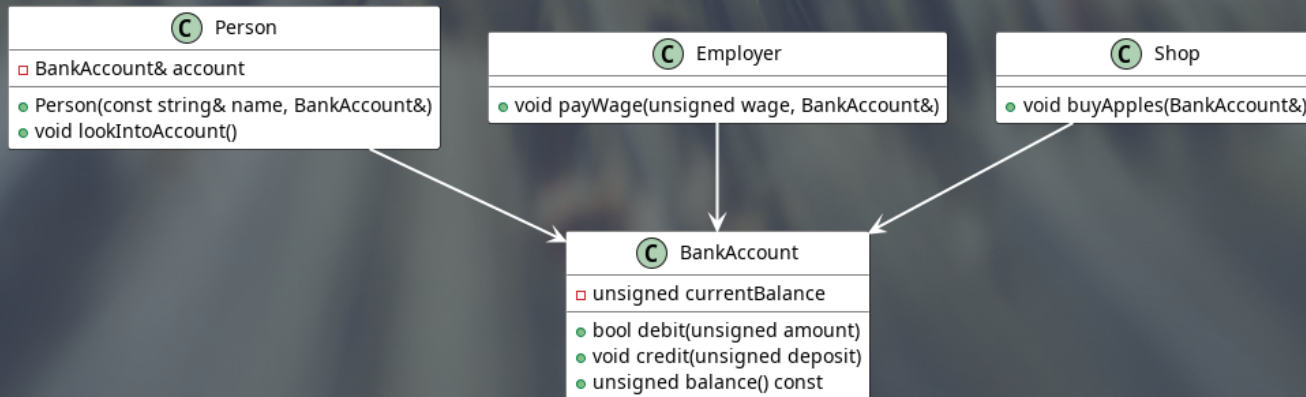 C Person
BankAccount& account
Person(const string& name, BankAccount&)
void lookIntoAccount()
C Employer
void payWage(unsigned wage, BankAccount&)
C Shop
void buyApples(BankAccount&)
C BankAccount
unsigned currentBalance
bool debit(unsigned amount)
void credit(unsigned deposit)
unsigned balance() const